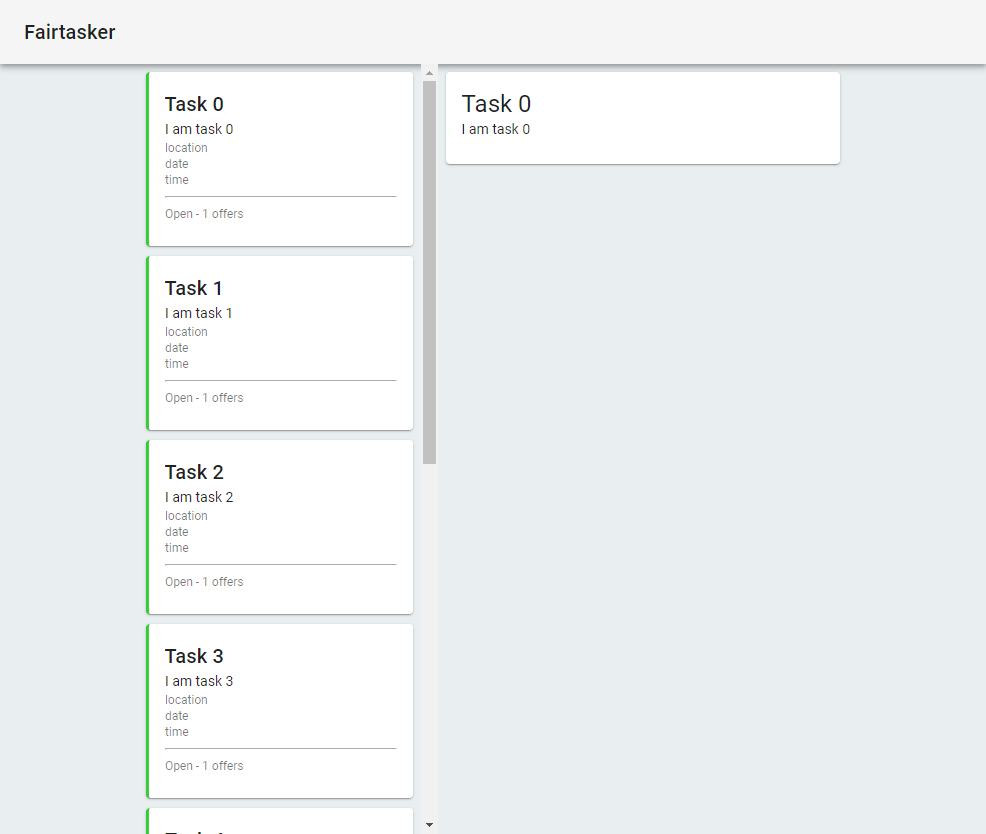 Fairtasker
Task 0
I am task 0
location
date
time
Open - 1 offers
Task 1
I am task 1
location
date
time
Open - 1 offers
Task 2
I am task 2
location
date
time
Open - 1 offers
Task 3
I am task 3
location
date
time
Open - 1 offers
Task 0
I am task 0